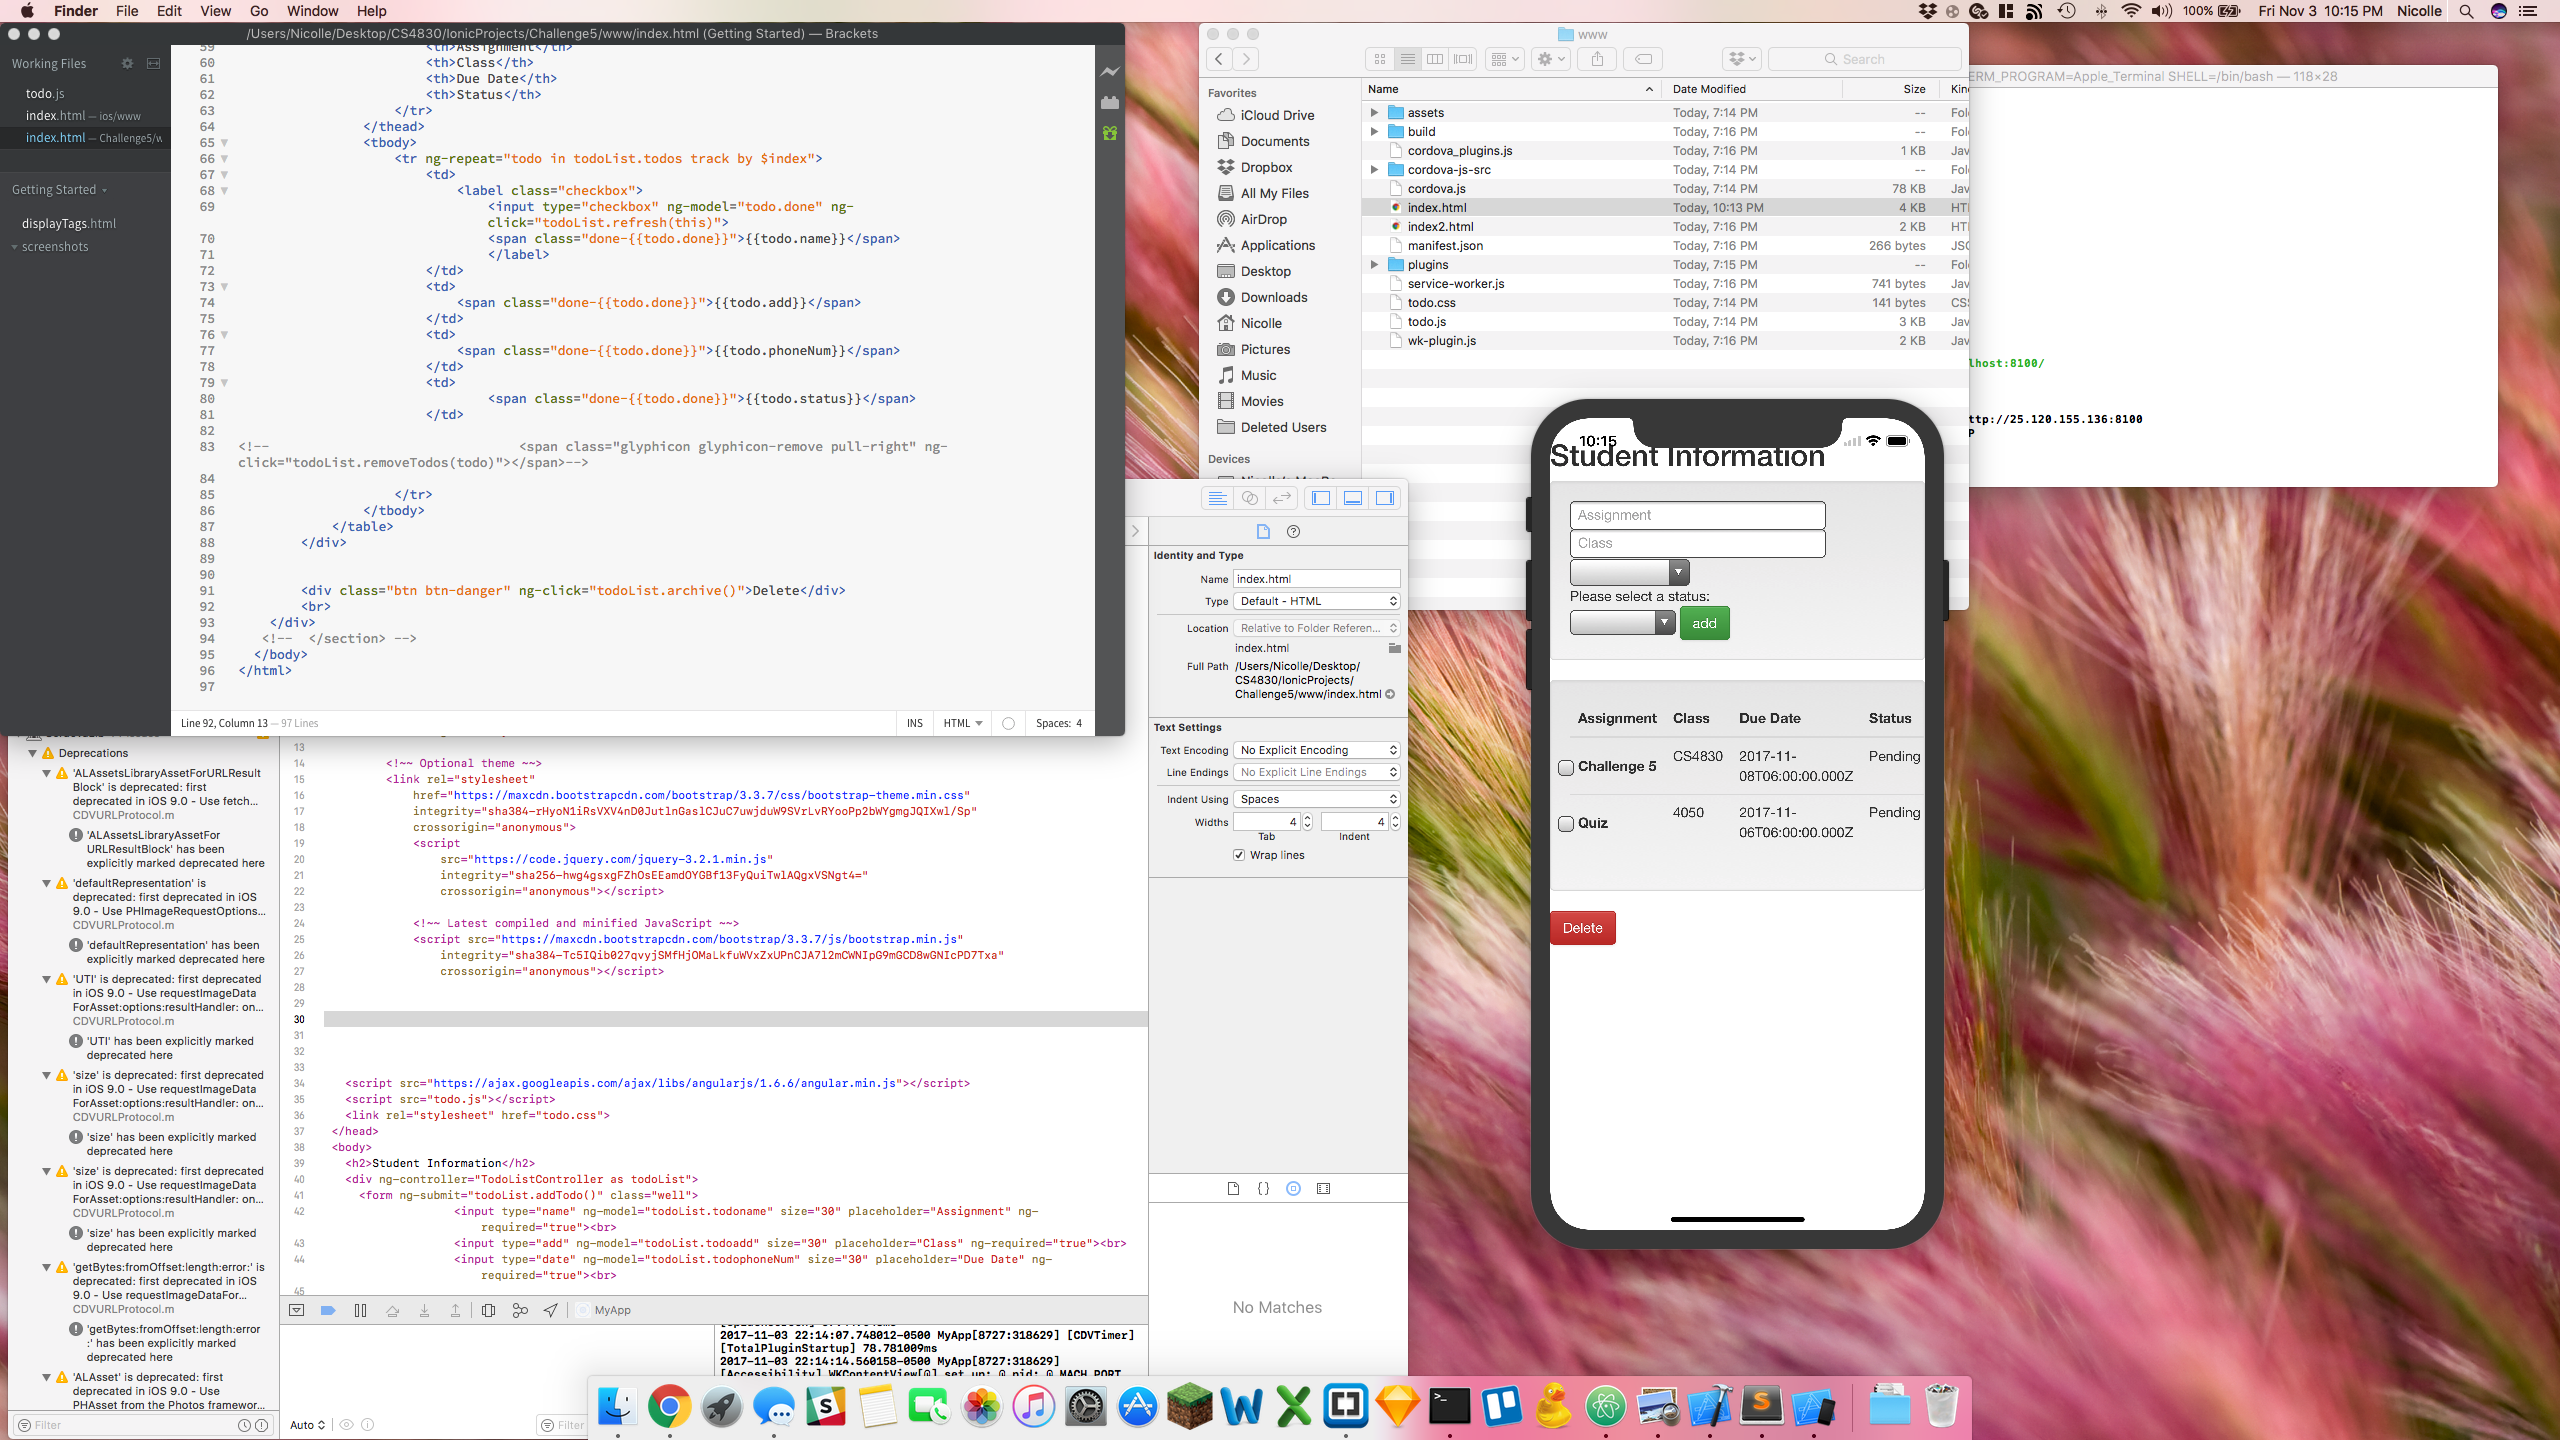 Finder File Edit View Go Window Help
100% Fri Nov 3 10:15 PM Nicolle
/Users/Nicolle/Desktop/CS4830/IonicProjects/Challenge5/www/index.html (Getting Started) — Brackets
Working Files
todo.js
index.html — ios/www
index.html — Challenge5/w
Getting Started
displayTags.html
screenshots
59 <th>Assignment</th>
60 <th>Class</th>
61 <th>Due Date</th>
62 <th>Status</th>
63 </tr>
64 </thead>
65 <tbody>
66 <tr ng-repeat="todo in todoList.todos track by $index">
67 <td>
68 <label class="checkbox">
69 <input type="checkbox" ng-model="todo.done" ng-
click="todoList.refresh(this)">
70 <span class="done-{{todo.done}}">{{todo.name}}</span>
71 </label>
72 </td>
73 <td>
74 <span class="done-{{todo.done}}">{{todo.add}}</span>
75 </td>
76 <td>
77 <span class="done-{{todo.done}}">{{todo.phoneNum}}</span>
78 </td>
79 <td>
80 <span class="done-{{todo.done}}">{{todo.status}}</span>
81 </td>
82
83 <!-- <span class="glyphicon glyphicon-remove pull-right" ng-
click="todoList.removeTodos(todo)"></span>-->
84
85 </tr>
86 </tbody>
87 </table>
88 </div>
89
90
91 <div class="btn btn-danger" ng-click="todoList.archive()">Delete</div>
92 <br>
93 </div>
94 <!-- </section> -->
95 </body>
96 </html>
97
Line 92, Column 13 — 97 Lines
INS HTML Spaces: 4
www
Search
Name Date Modified Size
Favorites
iCloud Drive
Documents
Dropbox
All My Files
AirDrop
Applications
Desktop
Downloads
Nicolle
Pictures
Music
Movies
Deleted Users
Devices
assets Today, 7:14 PM --
build Today, 7:16 PM --
cordova_plugins.js Today, 7:16 PM 1 KB
cordova-js-src Today, 7:14 PM --
cordova.js Today, 7:14 PM 78 KB
index.html Today, 10:13 PM 4 KB
index2.html Today, 7:16 PM 2 KB
manifest.json Today, 7:16 PM 266 bytes
plugins Today, 7:15 PM --
service-worker.js Today, 7:16 PM 741 bytes
todo.css Today, 7:14 PM 141 bytes
todo.js Today, 7:14 PM 3 KB
wk-plugin.js Today, 7:16 PM 2 KB
ERM_PROGRAM=Apple_Terminal SHELL=/bin/bash — 118×28
lhost:8100/
ttp://25.120.155.136:8100
P
10:15
Student Information
Assignment
Class
Please select a status:
add
Assignment Class Due Date Status
Challenge 5 CS4830 2017-11-
08T06:00:00.000Z Pending
Quiz 4050 2017-11-
06T06:00:00.000Z Pending
Delete
Identity and Type
Name index.html
Type Default - HTML
Location Relative to Folder Referen...
index.html
Full Path /Users/Nicolle/Desktop/
CS4830/IonicProjects/
Challenge5/www/index.html
Text Settings
Text Encoding No Explicit Encoding
Line Endings No Explicit Line Endings
Indent Using Spaces
Widths 4 4
Tab Indent
Wrap lines
No Matches
Deprecations
'ALAssetsLibraryAssetForURLResult
Block' is deprecated: first
deprecated in iOS 9.0 - Use fetch...
CDVURLProtocol.m
'ALAssetsLibraryAssetFor
URLResultBlock' has been
explicitly marked deprecated here
'defaultRepresentation' is
deprecated: first deprecated in iOS
9.0 - Use PHImageRequestOptions...
CDVURLProtocol.m
'defaultRepresentation' has been
explicitly marked deprecated here
'UTI' is deprecated: first deprecated
in iOS 9.0 - Use requestImageData
ForAsset:options:resultHandler: on...
CDVURLProtocol.m
'UTI' has been explicitly marked
deprecated here
'size' is deprecated: first deprecated
in iOS 9.0 - Use requestImageData
ForAsset:options:resultHandler: on...
CDVURLProtocol.m
'size' has been explicitly marked
deprecated here
'size' is deprecated: first deprecated
in iOS 9.0 - Use requestImageData
ForAsset:options:resultHandler: on...
CDVURLProtocol.m
'size' has been explicitly marked
deprecated here
'getBytes:fromOffset:length:error:' is
deprecated: first deprecated in iOS
9.0 - Use requestImageDataFor...
CDVURLProtocol.m
'getBytes:fromOffset:length:error
:' has been explicitly marked
deprecated here
'ALAsset' is deprecated: first
deprecated in iOS 9.0 - Use
PHAsset from the Photos framewor...
Filter
13
14 <!~~ Optional theme ~~>
15 <link rel="stylesheet"
16 href="https://maxcdn.bootstrapcdn.com/bootstrap/3.3.7/css/bootstrap-theme.min.css"
17 integrity="sha384-rHyoN1iRsVXV4nD0JutlnGaslCJuC7uwjduW9SVrLvRYooPp2bWYgmgJQIXwl/Sp"
18 crossorigin="anonymous">
19 <script
20 src="https://code.jquery.com/jquery-3.2.1.min.js"
21 integrity="sha256-hwg4gsxgFZhOsEEamdOYGBf13FyQuiTwlAQgxVSNgt4="
22 crossorigin="anonymous"></script>
23
24 <!~~ Latest compiled and minified JavaScript ~~>
25 <script src="https://maxcdn.bootstrapcdn.com/bootstrap/3.3.7/js/bootstrap.min.js"
26 integrity="sha384-Tc5IQib027qvyjSMfHjOMaLkfuWVxZxUPnCJA7l2mCWNIpG9mGCD8wGNIcPD7Txa"
27 crossorigin="anonymous"></script>
28
29
30
31
32
33
34 <script src="https://ajax.googleapis.com/ajax/libs/angularjs/1.6.6/angular.min.js"></script>
35 <script src="todo.js"></script>
36 <link rel="stylesheet" href="todo.css">
37 </head>
38 <body>
39 <h2>Student Information</h2>
40 <div ng-controller="TodoListController as todoList">
41 <form ng-submit="todoList.addTodo()" class="well">
42 <input type="name" ng-model="todoList.todoname" size="30" placeholder="Assignment" ng-
required="true"><br>
43 <input type="add" ng-model="todoList.todoadd" size="30" placeholder="Class" ng-required="true"><br>
44 <input type="date" ng-model="todoList.todophoneNum" size="30" placeholder="Due Date" ng-
required="true"><br>
45
MyApp
2017-11-03 22:14:07.748012-0500 MyApp[8727:318629] [CDVTimer]
[TotalPluginStartup] 78.781009ms
2017-11-03 22:14:14.560158-0500 MyApp[8727:318629]
[Accessibility] WKContentView[0] set up: @ pid: @ MACH_PORT
Auto
Filter